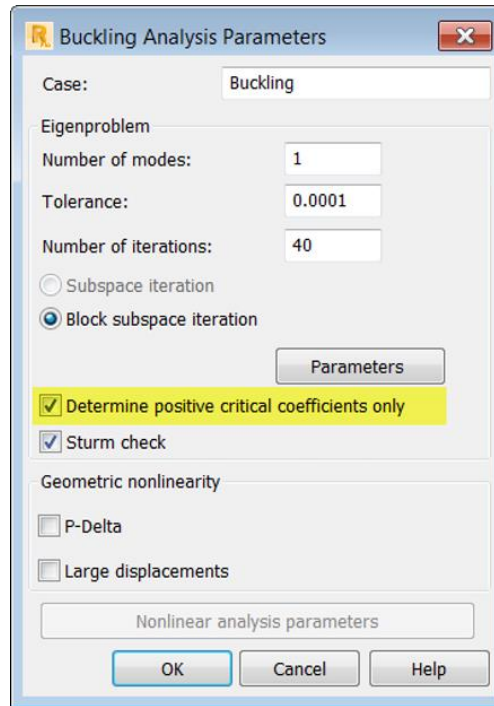 Buckling Analysis Parameters
Case: Buckling
Eigenproblem
Number of modes: 1
Tolerance: 0.0001
Number of iterations: 40
Subspace iteration
Block subspace iteration
Parameters
Determine positive critical coefficients only
Sturm check
Geometric nonlinearity
P-Delta
Large displacements
Nonlinear analysis parameters
OK Cancel Help